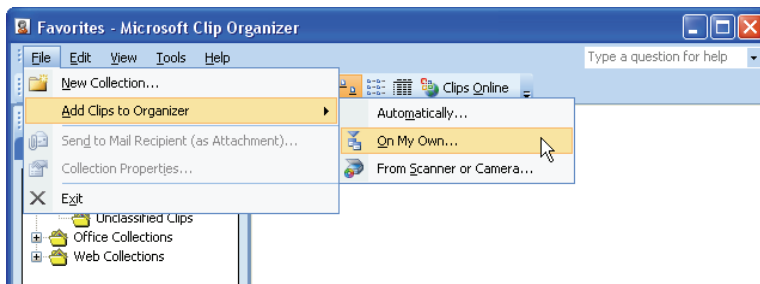 Favorites - Microsoft Clip Organizer
File Edit View Tools Help
Type a question for help
New Collection...
Clips Online
Add Clips to Organizer
Automatically...
Send to Mail Recipient (as Attachment)...
On My Own...
Collection Properties...
From Scanner or Camera...
Exit
Unclassified Clips
Office Collections
Web Collections